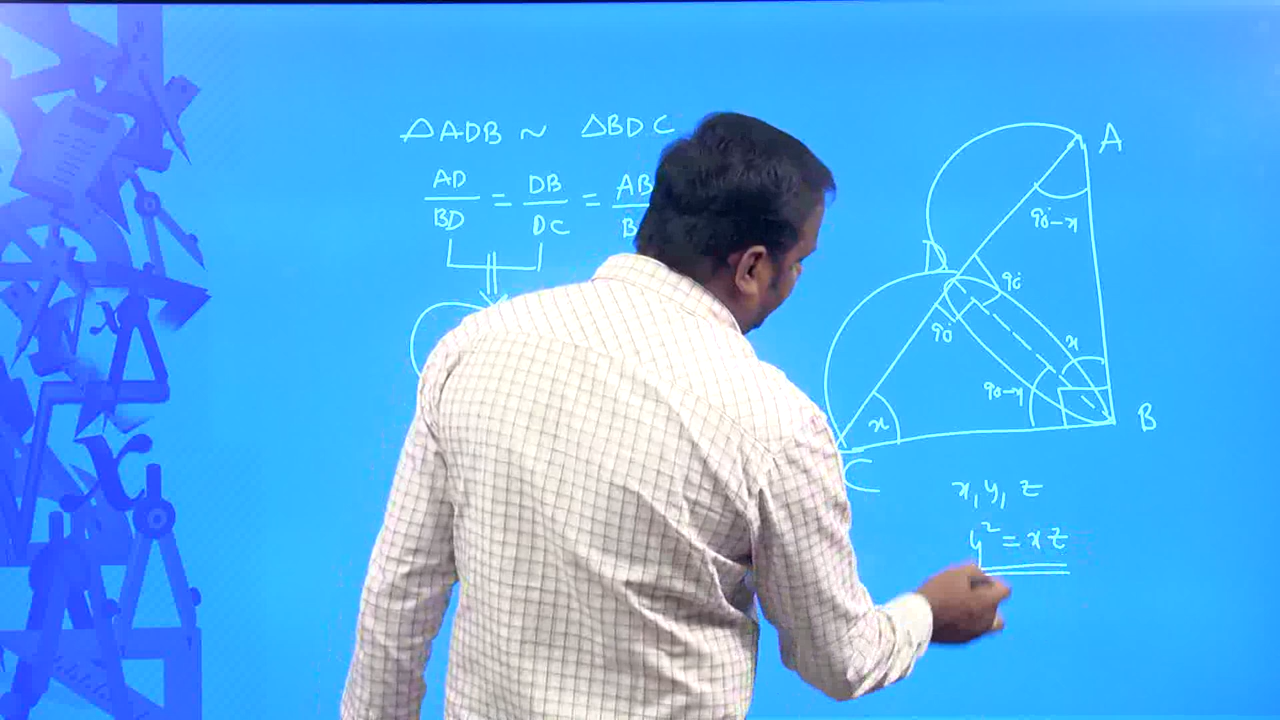 △ADB ~ △BDC
AD/BD = DB/DC = AB/B
A
90°-x
D
90°
90°
x
90-x
x
B
C
x, y, z
y² = xz